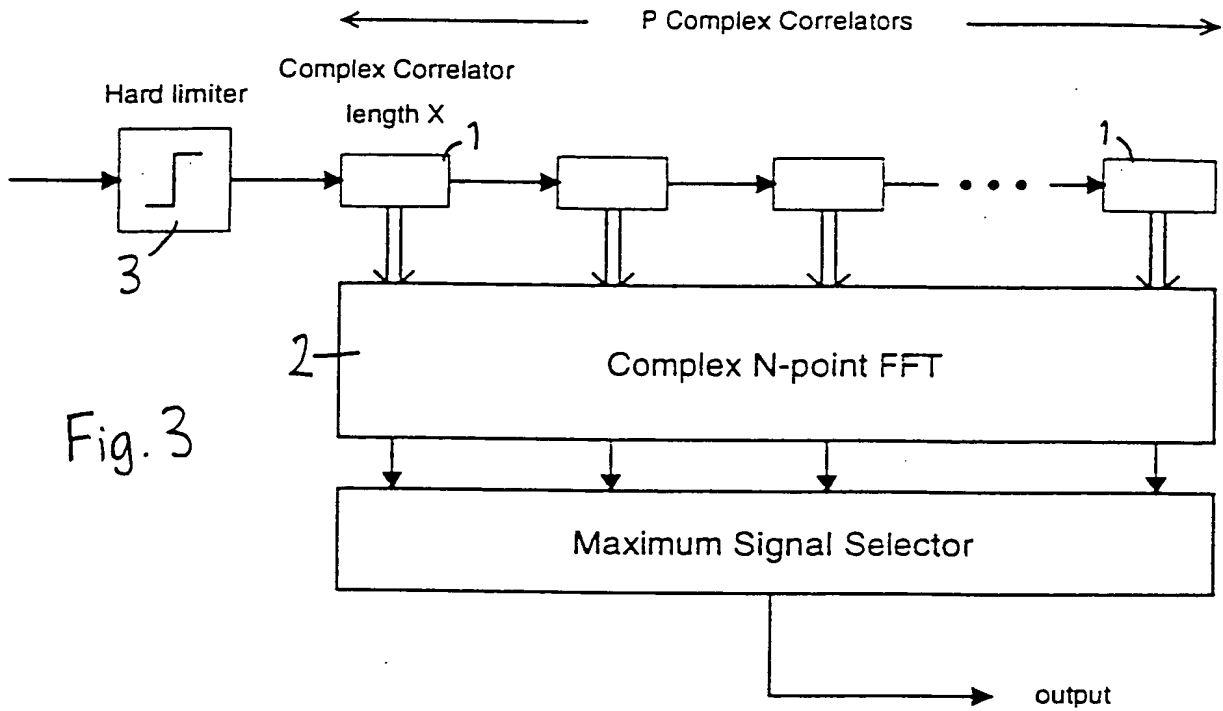 P Complex Correlators
Complex Correlator
length X
Hard limiter
1
1
3
2
Complex N-point FFT
Fig. 3
Maximum Signal Selector
output